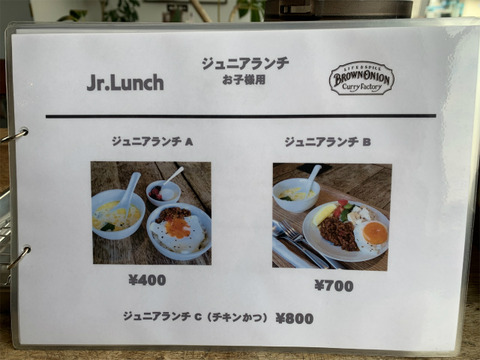 ジュニアランチ
お子様用
Jr.Lunch
RICE&SPICE
BROWN ONION
Curry Factory
ジュニアランチ A
ジュニアランチ B
¥400
¥700
ジュニアランチ C（チキンかつ） ¥800